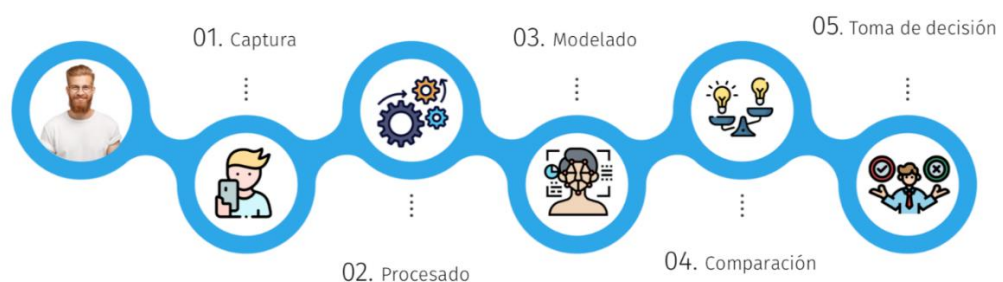 01. Captura
02. Procesado
03. Modelado
04. Comparación
05. Toma de decisión